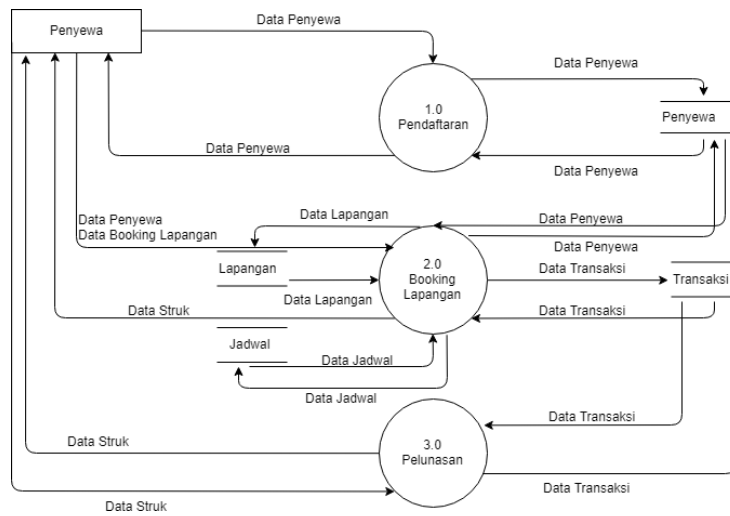 Data Penyewa
Penyewa
Data Penyewa
1.0
Pendaftaran
Penyewa
Data Penyewa
Data Penyewa
Data Penyewa
Data Lapangan
Data Penyewa
Data Booking Lapangan
Data Penyewa
Lapangan
2.0
Booking
Lapangan
Data Transaksi
Transaksi
Data Lapangan
Data Struk
Data Transaksi
Jadwal
Data Jadwal
Data Jadwal
Data Transaksi
Data Struk
3.0
Pelunasan
Data Transaksi
Data Struk